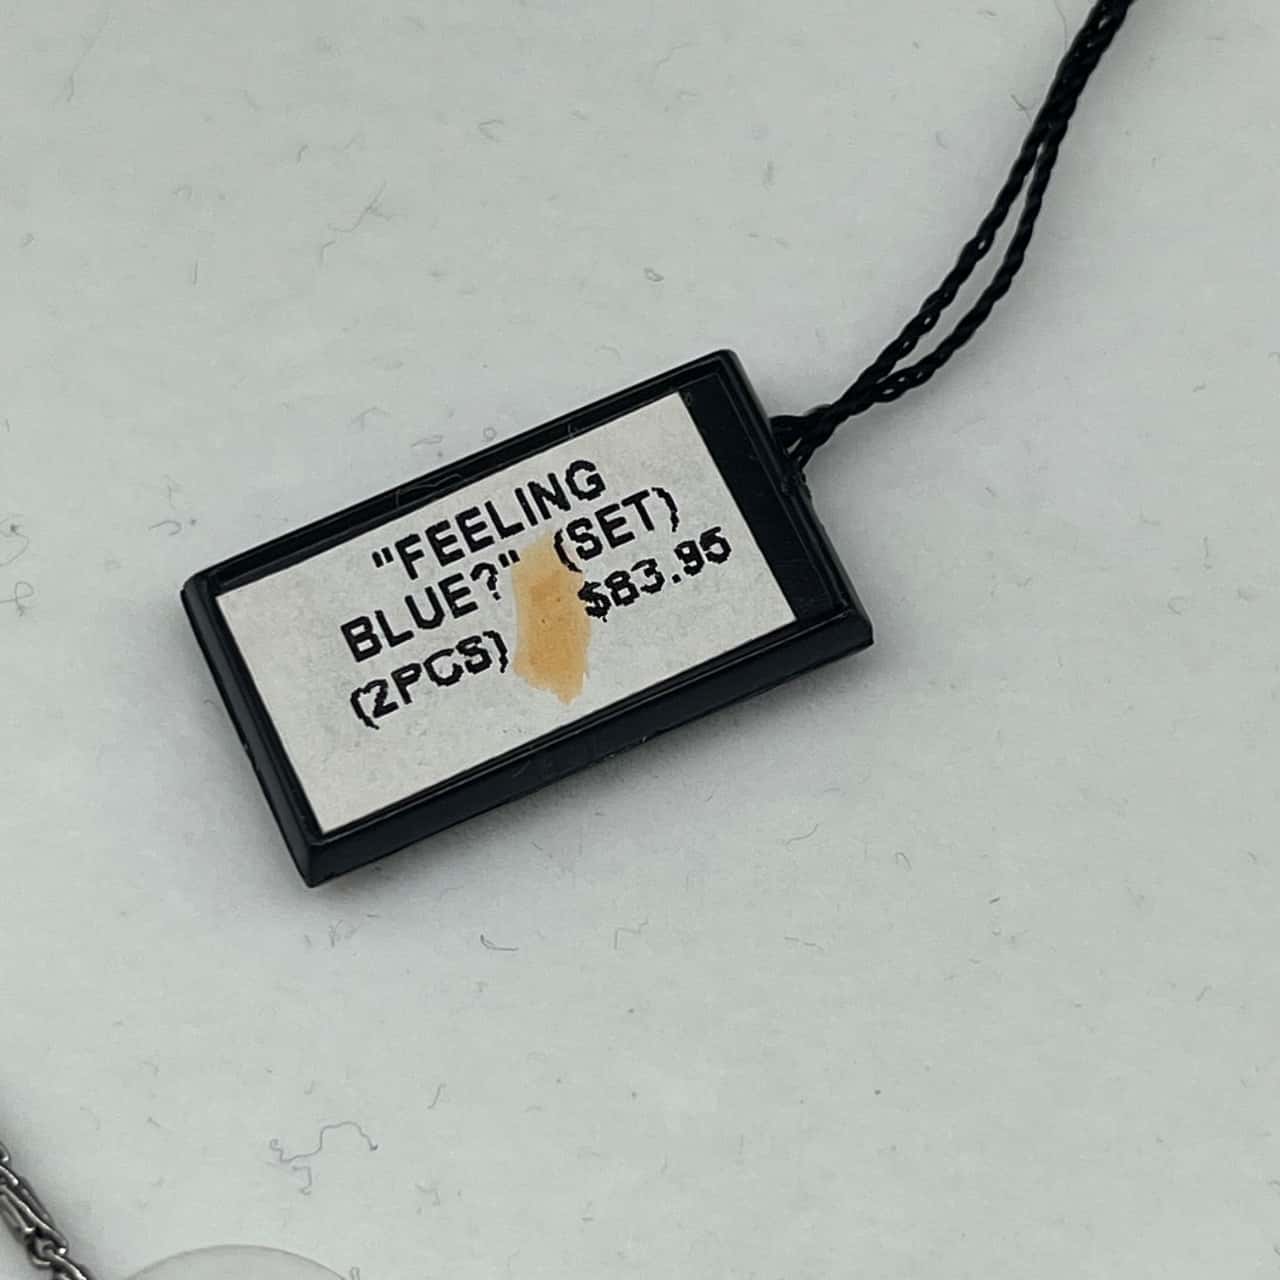 "FEELING
BLUE?" (SET)
(2PCS) $83.95